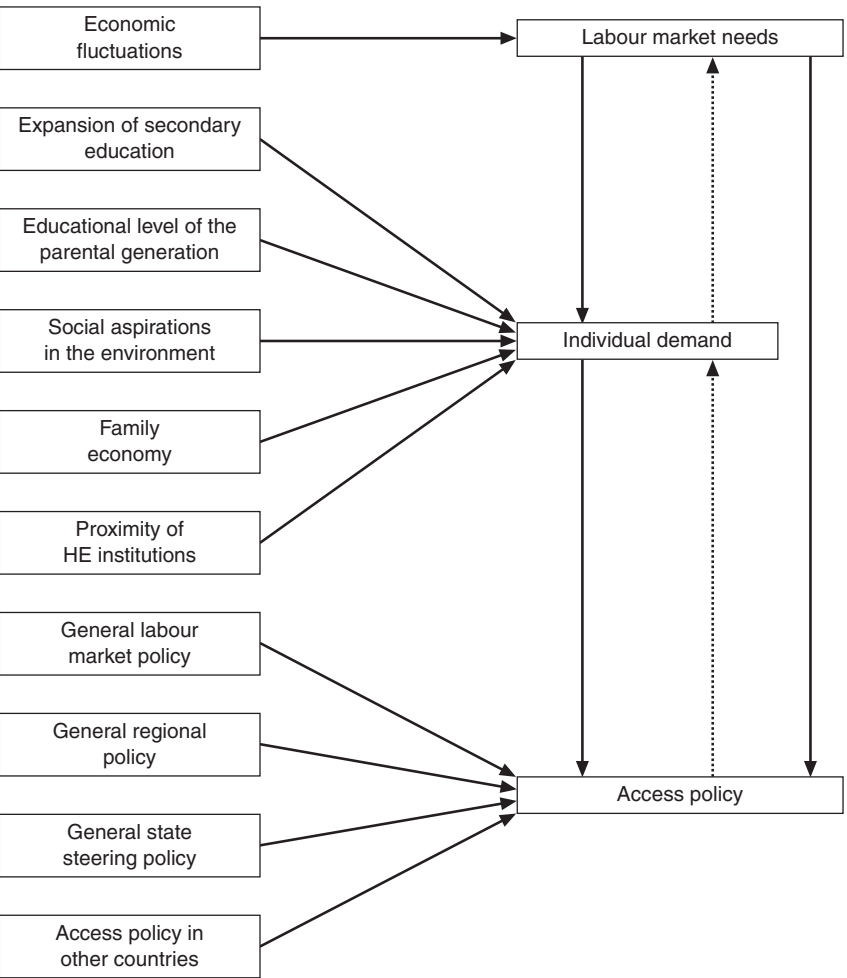 Economic
fluctuations
Labour market needs
Expansion of secondary
education
Educational level of the
parental generation
Social aspirations
in the environment
Individual demand
Family
economy
Proximity of
HE institutions
General labour
market policy
General regional
policy
Access policy
General state
steering policy
Access policy in
other countries